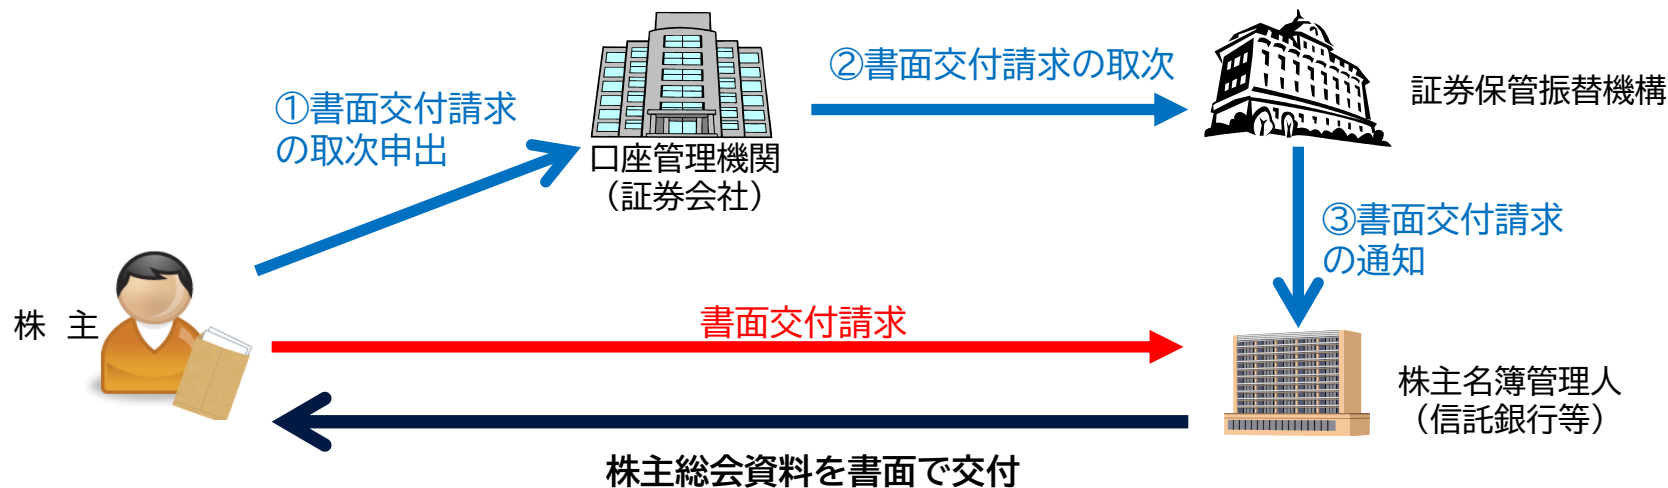 ①書面交付請求
の取次申出
口座管理機関
（証券会社）
②書面交付請求の取次
証券保管振替機構
③書面交付請求
の通知
株 主
書面交付請求
株主名簿管理人
（信託銀行等）
株主総会資料を書面で交付